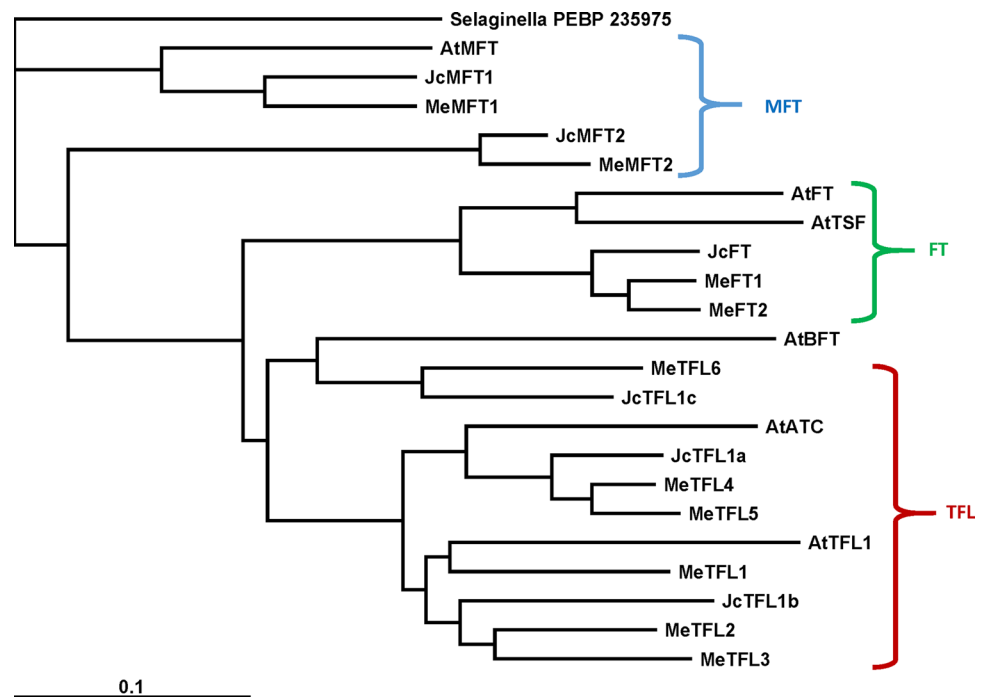 Selaginella PEBP 235975
AtMFT
JcMFT1
MeMFT1
MFT
JcMFT2
MeMFT2
AtFT
AtTSF
JcFT
FT
MeFT1
MeFT2
AtBFT
MeTFL6
JcTFL1c
AtATC
JcTFL1a
MeTFL4
MeTFL5
TFL
AtTFL1
MeTFL1
JcTFL1b
MeTFL2
MeTFL3
0.1